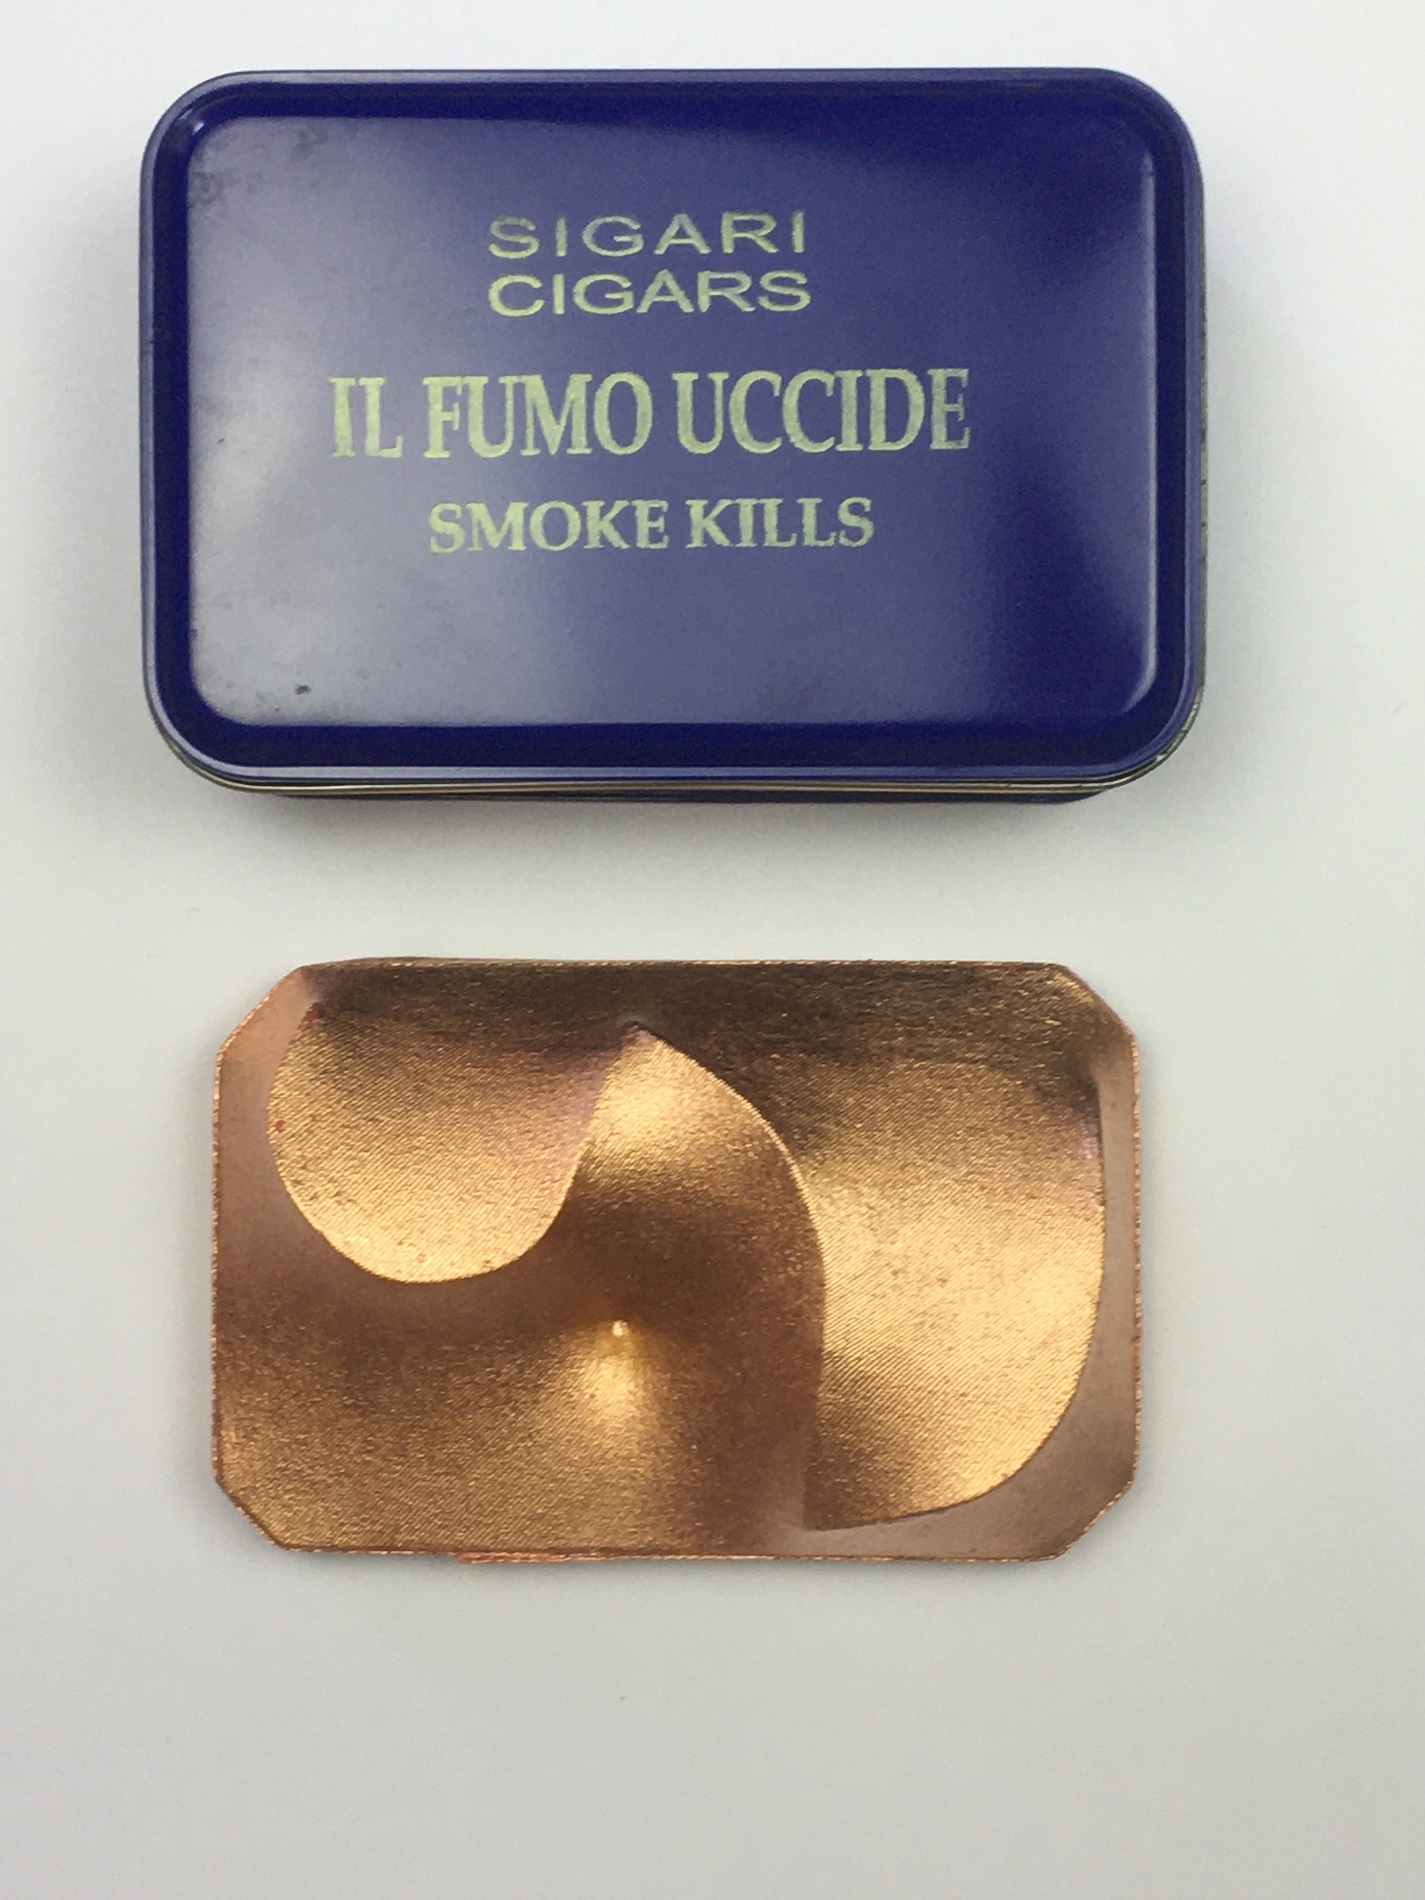 SIGARI
CIGARS
IL FUMO UCCIDE
SMOKE KILLS